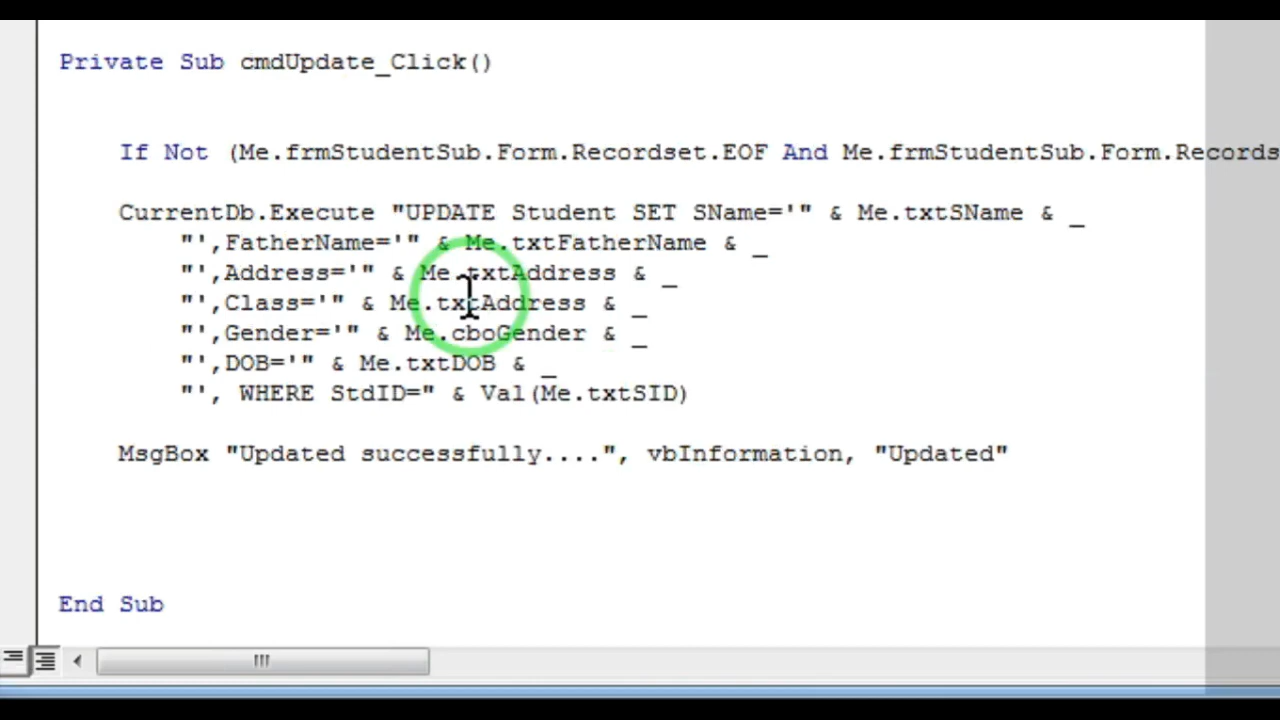 Private Sub cmdUpdate_Click()
If Not (Me.frmStudentSub.Form.Recordset.EOF And Me.frmStudentSub.Form.Records
CurrentDb.Execute "UPDATE Student SET SName='" & Me.txtSName & _
"',FatherName='" & Me.txtFatherName & _
"',Address='" & Me.txtAddress & _
"',Class='" & Me.txtAddress & _
"',Gender='" & Me.cboGender & _
"',DOB='" & Me.txtDOB & _
"', WHERE StdID=" & Val(Me.txtSID)
MsgBox "Updated successfully....", vbInformation, "Updated"
End Sub